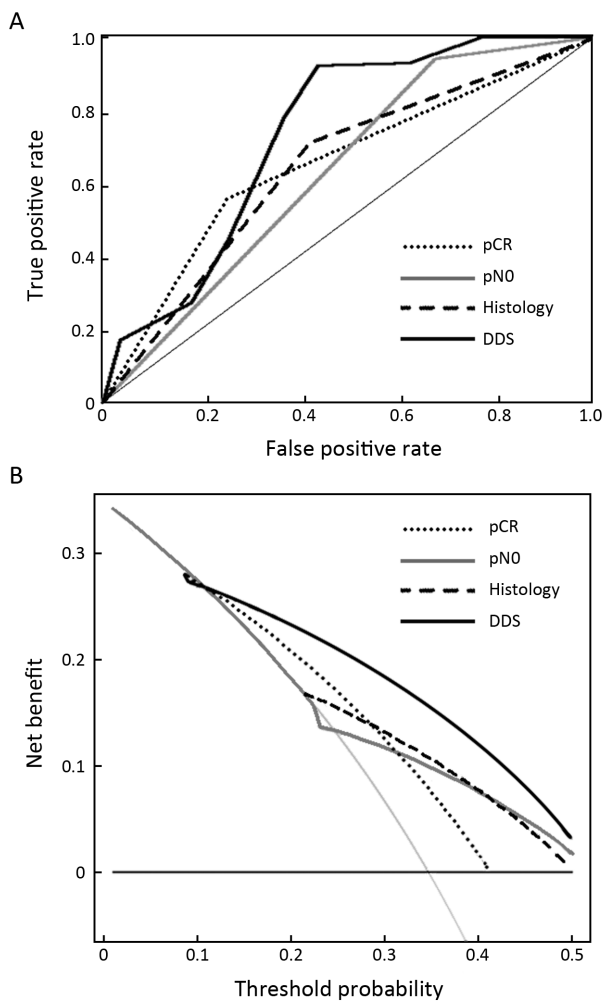 A
1.0
0.8
0.6
0.4
0.2
0
True positive rate
pCR
pN0
Histology
DDS
0 0.2 0.4 0.6 0.8 1.0
False positive rate
B
0.3
0.2
0.1
0
Net benefit
pCR
pN0
Histology
DDS
0 0.1 0.2 0.3 0.4 0.5
Threshold probability